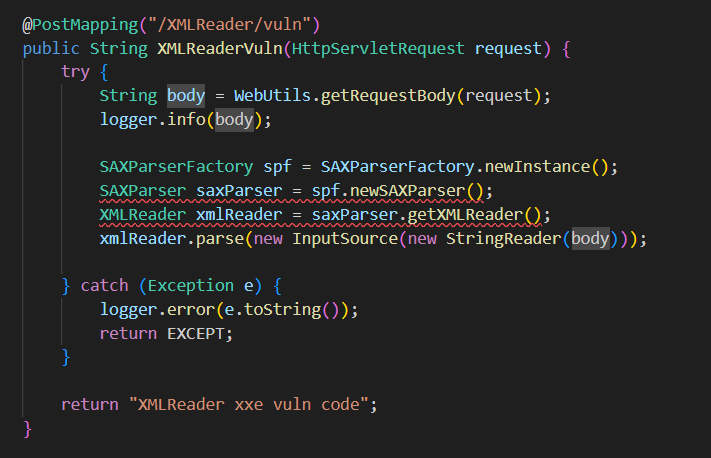 @PostMapping("/XMLReader/vuln")
public String XMLReaderVuln(HttpServletRequest request) {
    try {
        String body = WebUtils.getRequestBody(request);
        logger.info(body);

        SAXParserFactory spf = SAXParserFactory.newInstance();
        SAXParser saxParser = spf.newSAXParser();
        XMLReader xmlReader = saxParser.getXMLReader();
        xmlReader.parse(new InputSource(new StringReader(body)));

    } catch (Exception e) {
        logger.error(e.toString());
        return EXCEPT;
    }

    return "XMLReader xxe vuln code";
}